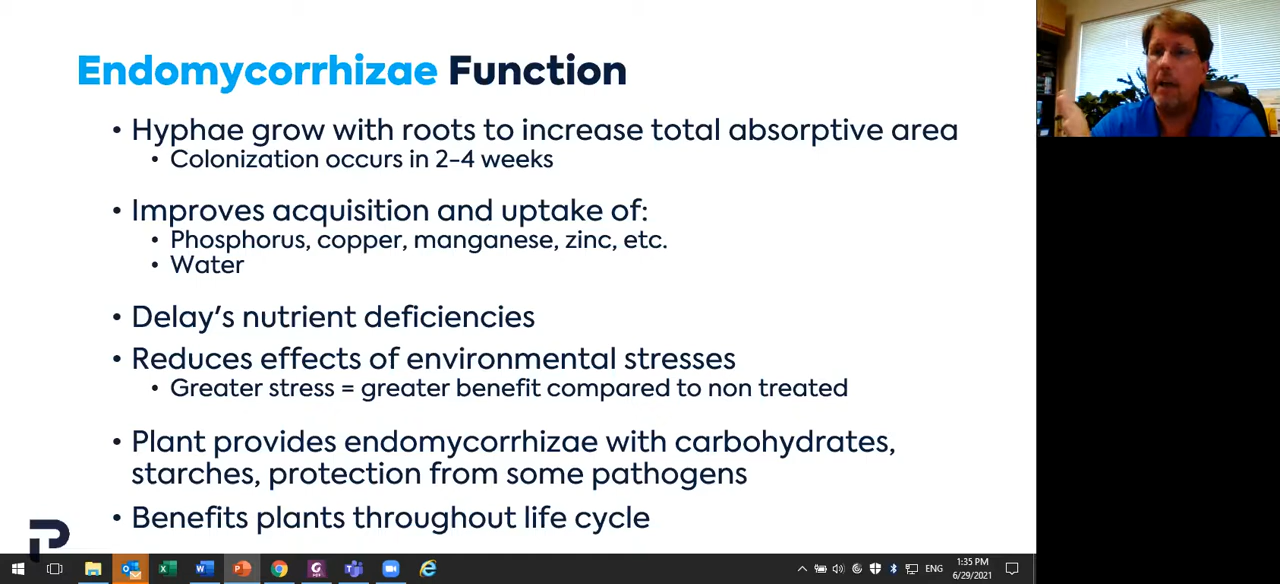 Endomycorrhizae Function
• Hyphae grow with roots to increase total absorptive area
• Colonization occurs in 2-4 weeks
• Improves acquisition and uptake of:
• Phosphorus, copper, manganese, zinc, etc.
• Water
• Delay's nutrient deficiencies
• Reduces effects of environmental stresses
• Greater stress = greater benefit compared to non treated
• Plant provides endomycorrhizae with carbohydrates,
starches, protection from some pathogens
• Benefits plants throughout life cycle
ENG
1:35 PM
6/29/2021